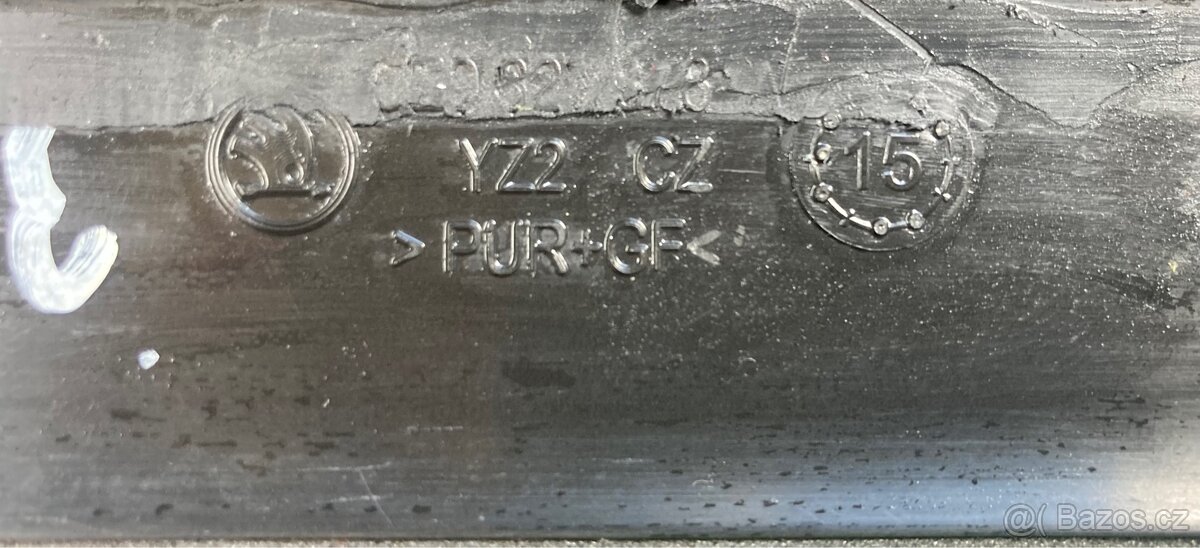 YZ2 CZ
15
>PUR+GF<
@( Bazos.cz